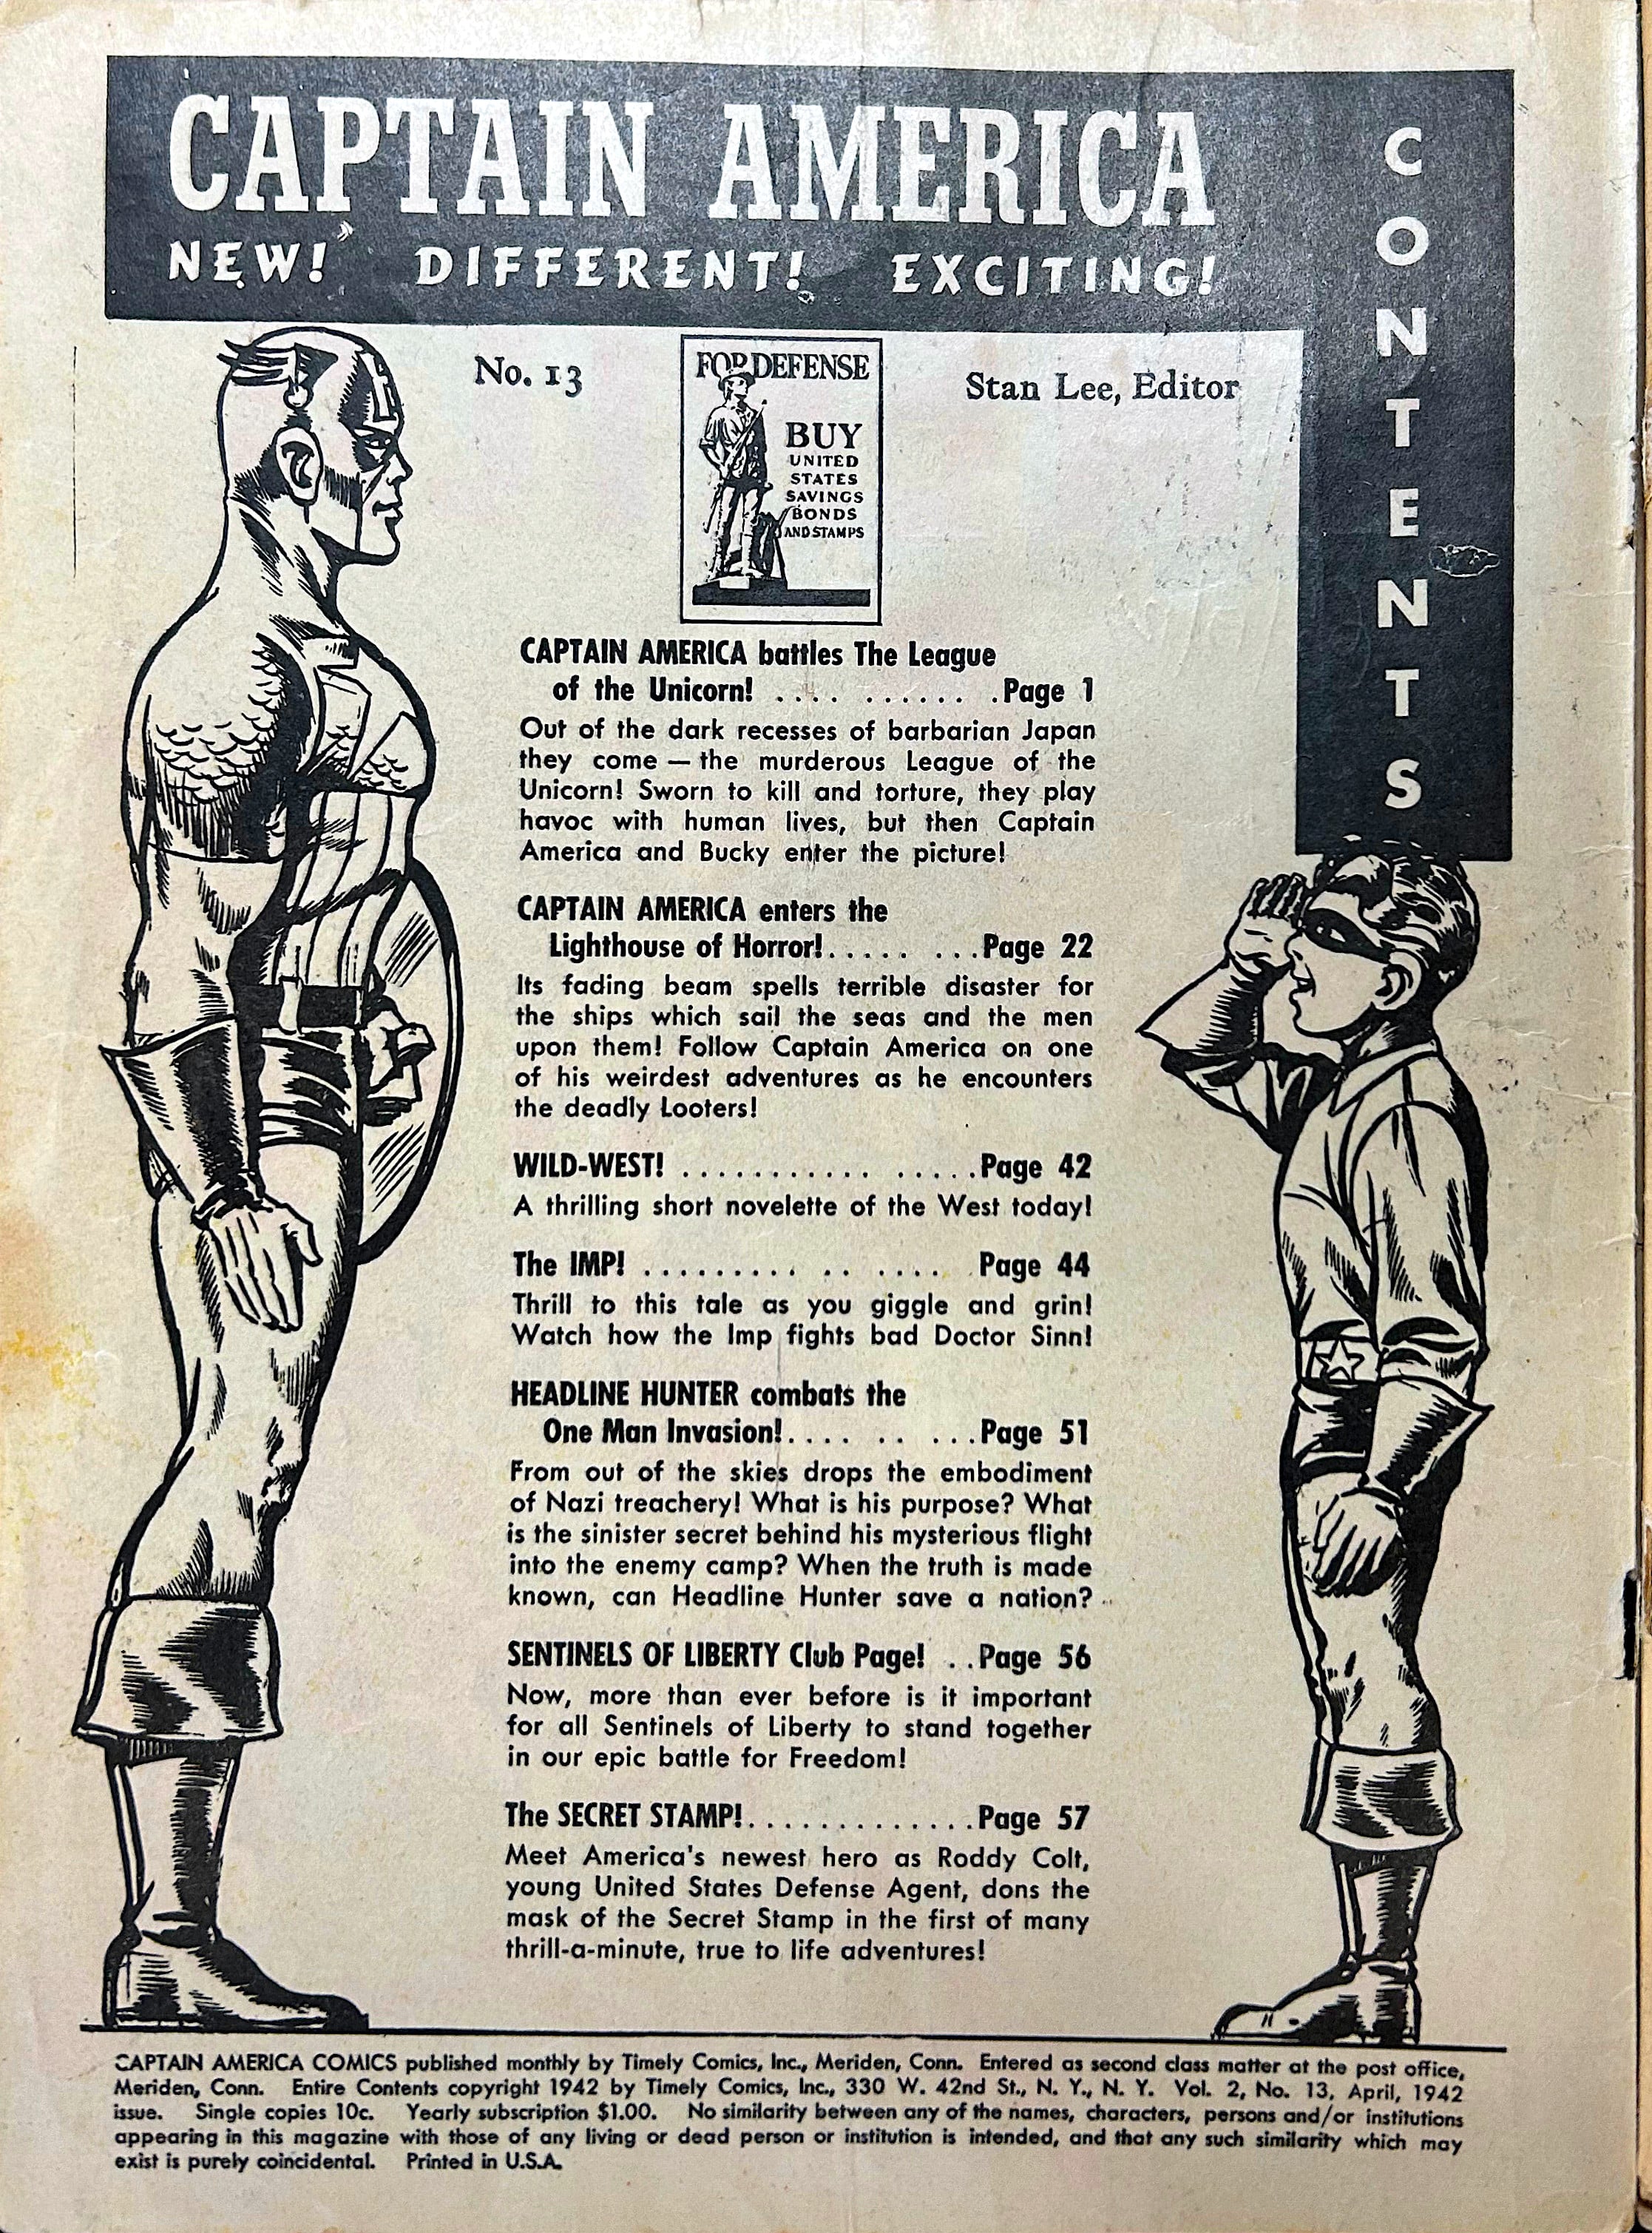 CAPTAIN AMERICA
NEW! DIFFERENT! EXCITING!
CONTENTS
No. 13
FOR DEFENSE
BUY
UNITED
STATES
SAVINGS
BONDS
AND STAMPS
Stan Lee, Editor
CAPTAIN AMERICA battles The League
of the Unicorn! .... ...... .Page 1
Out of the dark recesses of barbarian Japan
they come — the murderous League of the
Unicorn! Sworn to kill and torture, they play
havoc with human lives, but then Captain
America and Bucky enter the picture!
CAPTAIN AMERICA enters the
Lighthouse of Horror!..... ...Page 22
Its fading beam spells terrible disaster for
the ships which sail the seas and the men
upon them! Follow Captain America on one
of his weirdest adventures as he encounters
the deadly Looters!
WILD-WEST! ........... .....Page 42
A thrilling short novelette of the West today!
The IMP! ......... .. .... Page 44
Thrill to this tale as you giggle and grin!
Watch how the Imp fights bad Doctor Sinn!
HEADLINE HUNTER combats the
One Man Invasion!.... .. ...Page 51
From out of the skies drops the embodiment
of Nazi treachery! What is his purpose? What
is the sinister secret behind his mysterious flight
into the enemy camp? When the truth is made
known, can Headline Hunter save a nation?
SENTINELS OF LIBERTY Club Page! ..Page 56
Now, more than ever before is it important
for all Sentinels of Liberty to stand together
in our epic battle for Freedom!
The SECRET STAMP!.............Page 57
Meet America's newest hero as Roddy Colt,
young United States Defense Agent, dons the
mask of the Secret Stamp in the first of many
thrill-a-minute, true to life adventures!
CAPTAIN AMERICA COMICS published monthly by Timely Comics, Inc., Meriden, Conn. Entered as second class matter at the post office,
Meriden, Conn. Entire Contents copyright 1942 by Timely Comics, Inc., 330 W. 42nd St., N. Y., N. Y. Vol. 2, No. 13, April, 1942
issue. Single copies 10c. Yearly subscription $1.00. No similarity between any of the names, characters, persons and/or institutions
appearing in this magazine with those of any living or dead person or institution is intended, and that any such similarity which may
exist is purely coincidental. Printed in U.S.A.